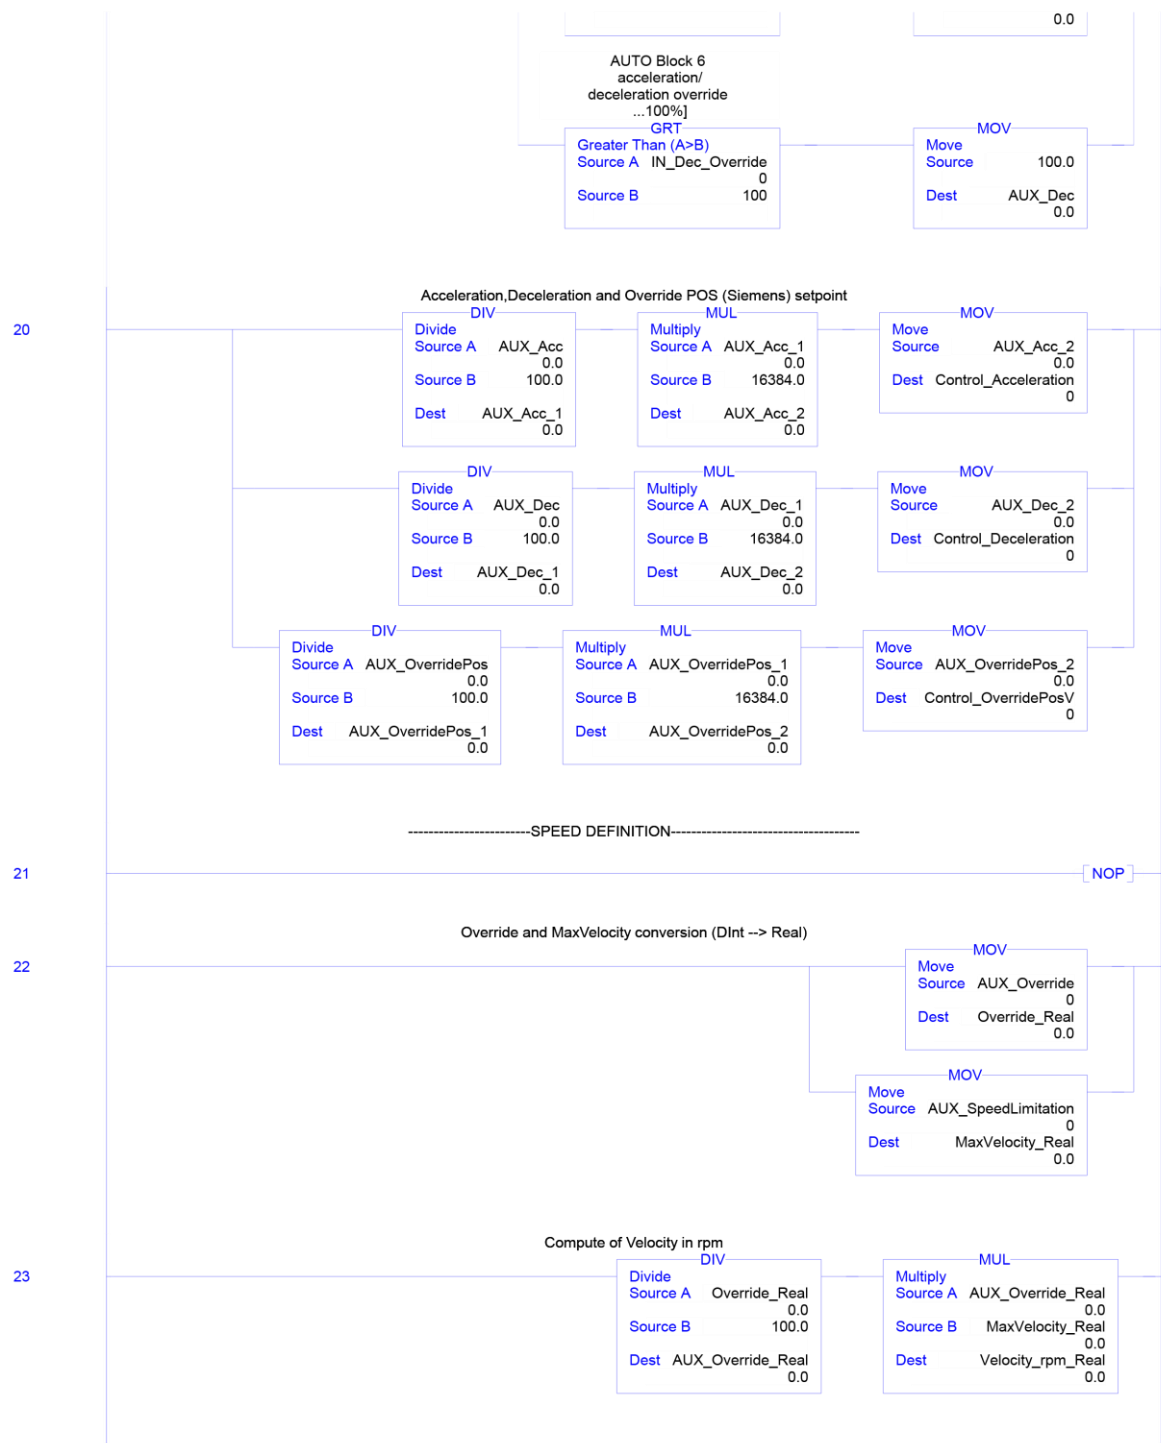 0.0
AUTO Block 6
acceleration/
deceleration override
...100%]
GRT
Greater Than (A>B)
Source A IN_Dec_Override
0
Source B 100
MOV
Move
Source 100.0
Dest AUX_Dec
0.0
Acceleration,Deceleration and Override POS (Siemens) setpoint
20
DIV
Divide
Source A AUX_Acc
0.0
Source B 100.0
Dest AUX_Acc_1
0.0
MUL
Multiply
Source A AUX_Acc_1
0.0
Source B 16384.0
Dest AUX_Acc_2
0.0
MOV
Move
Source AUX_Acc_2
0.0
Dest Control_Acceleration
0
DIV
Divide
Source A AUX_Dec
0.0
Source B 100.0
Dest AUX_Dec_1
0.0
MUL
Multiply
Source A AUX_Dec_1
0.0
Source B 16384.0
Dest AUX_Dec_2
0.0
MOV
Move
Source AUX_Dec_2
0.0
Dest Control_Deceleration
0
DIV
Divide
Source A AUX_OverridePos
0.0
Source B 100.0
Dest AUX_OverridePos_1
0.0
MUL
Multiply
Source A AUX_OverridePos_1
0.0
Source B 16384.0
Dest AUX_OverridePos_2
0.0
MOV
Move
Source AUX_OverridePos_2
0.0
Dest Control_OverridePosV
0
------------------------SPEED DEFINITION-------------------------------------
21
NOP
Override and MaxVelocity conversion (DInt --> Real)
22
MOV
Move
Source AUX_Override
0
Dest Override_Real
0.0
MOV
Move
Source AUX_SpeedLimitation
0
Dest MaxVelocity_Real
0.0
Compute of Velocity in rpm
23
DIV
Divide
Source A Override_Real
0.0
Source B 100.0
Dest AUX_Override_Real
0.0
MUL
Multiply
Source A AUX_Override_Real
0.0
Source B MaxVelocity_Real
0.0
Dest Velocity_rpm_Real
0.0